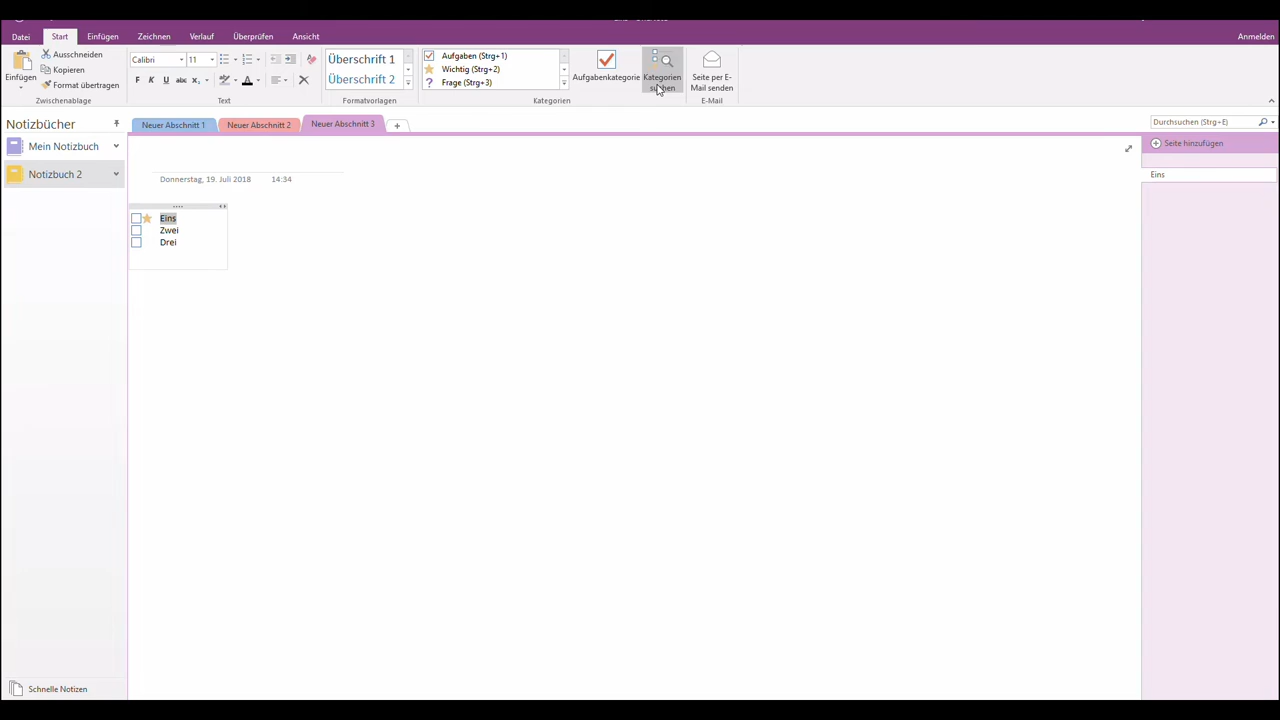 Datei Start Einfügen Zeichnen Verlauf Überprüfen Ansicht Anmelden
Einfügen
Ausschneiden
Kopieren
Format übertragen
Zwischenablage
Calibri 11
F K U abc x₂ A
Text
Überschrift 1
Überschrift 2
Formatvorlagen
Aufgaben (Strg+1)
Wichtig (Strg+2)
? Frage (Strg+3)
Aufgabenkategorie
Kategorien
suchen
Kategorien
Seite per E-
Mail senden
E-Mail
Notizbücher
Mein Notizbuch
Notizbuch 2
Neuer Abschnitt 1 Neuer Abschnitt 2 Neuer Abschnitt 3 +
Durchsuchen (Strg+E)
Seite hinzufügen
Eins
Donnerstag, 19. Juli 2018 14:34
Eins
Zwei
Drei
Schnelle Notizen